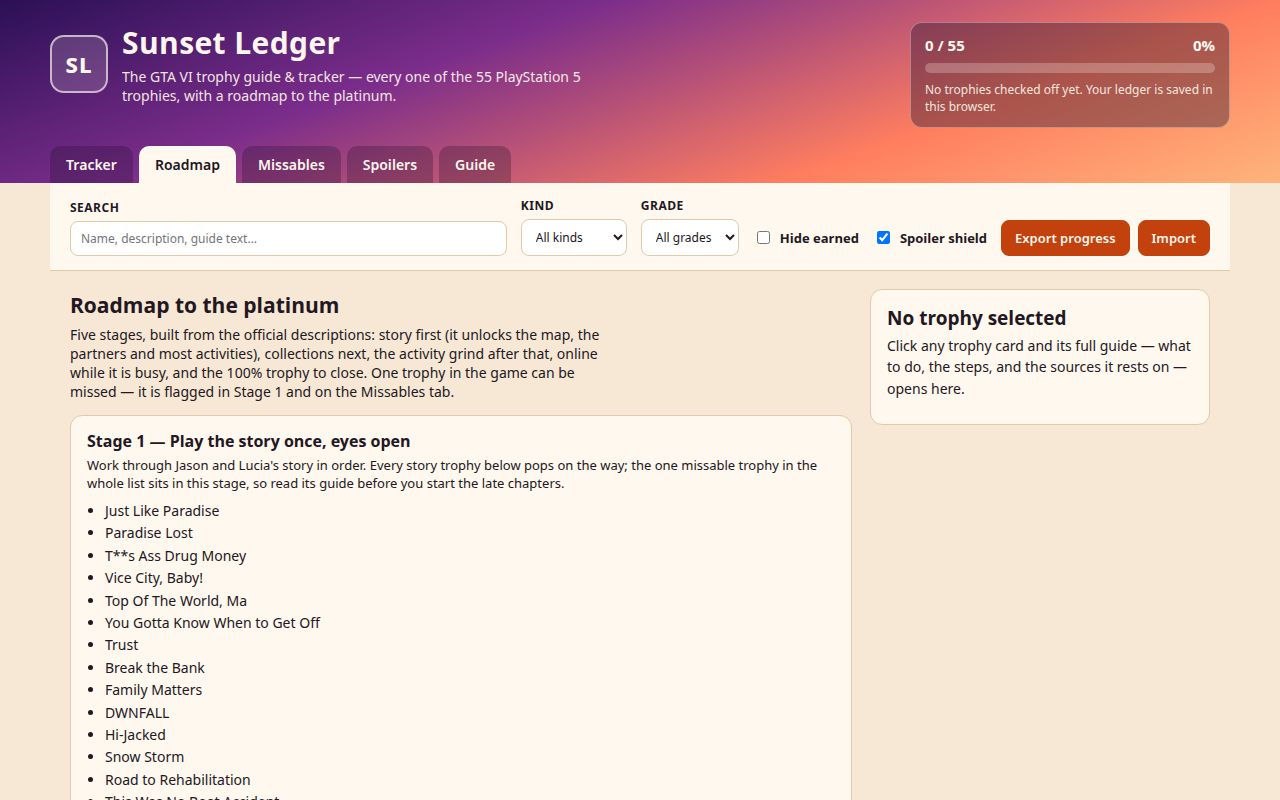 SL
Sunset Ledger
The GTA VI trophy guide & tracker — every one of the 55 PlayStation 5
trophies, with a roadmap to the platinum.
0 / 55 0%
No trophies checked off yet. Your ledger is saved in
this browser.
Tracker Roadmap Missables Spoilers Guide
SEARCH KIND GRADE
Name, description, guide text... All kinds All grades Hide earned Spoiler shield Export progress Import
Roadmap to the platinum
Five stages, built from the official descriptions: story first (it unlocks the map, the
partners and most activities), collections next, the activity grind after that, online
while it is busy, and the 100% trophy to close. One trophy in the game can be
missed — it is flagged in Stage 1 and on the Missables tab.
Stage 1 — Play the story once, eyes open
Work through Jason and Lucia's story in order. Every story trophy below pops on the way; the one missable trophy in the
whole list sits in this stage, so read its guide before you start the late chapters.
Just Like Paradise
Paradise Lost
T**s Ass Drug Money
Vice City, Baby!
Top Of The World, Ma
You Gotta Know When to Get Off
Trust
Break the Bank
Family Matters
DWNFALL
Hi-Jacked
Snow Storm
Road to Rehabilitation
This Was No Boat Accident
No trophy selected
Click any trophy card and its full guide — what
to do, the steps, and the sources it rests on —
opens here.